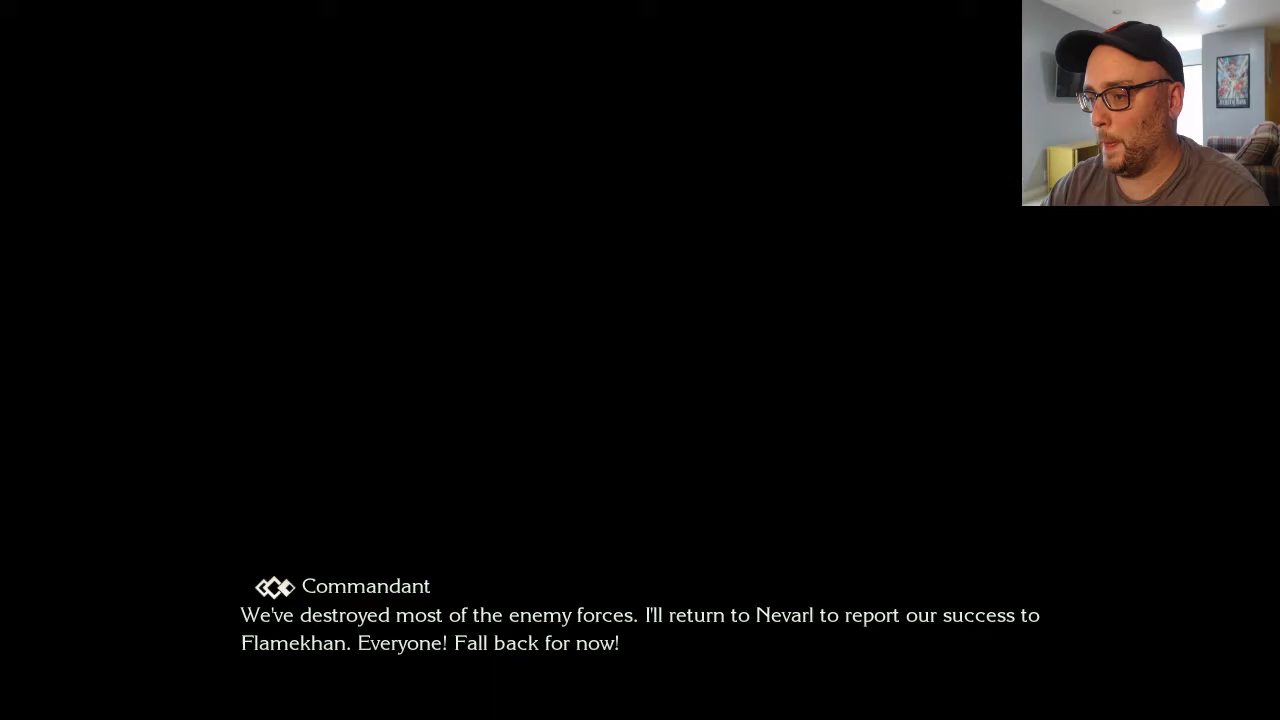 Commandant
We've destroyed most of the enemy forces. I'll return to Nevarl to report our success to
Flamekhan. Everyone! Fall back for now!